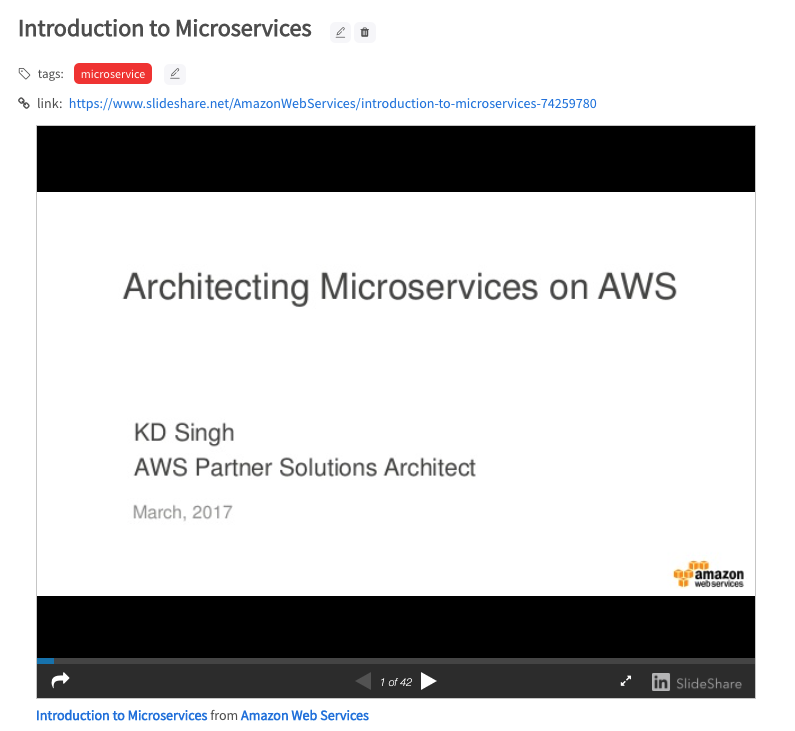 Introduction to Microservices
tags: microservice
link: https://www.slideshare.net/AmazonWebServices/introduction-to-microservices-74259780
Architecting Microservices on AWS
KD Singh
AWS Partner Solutions Architect
March, 2017
amazon
web services
1 of 42
in SlideShare
Introduction to Microservices from Amazon Web Services